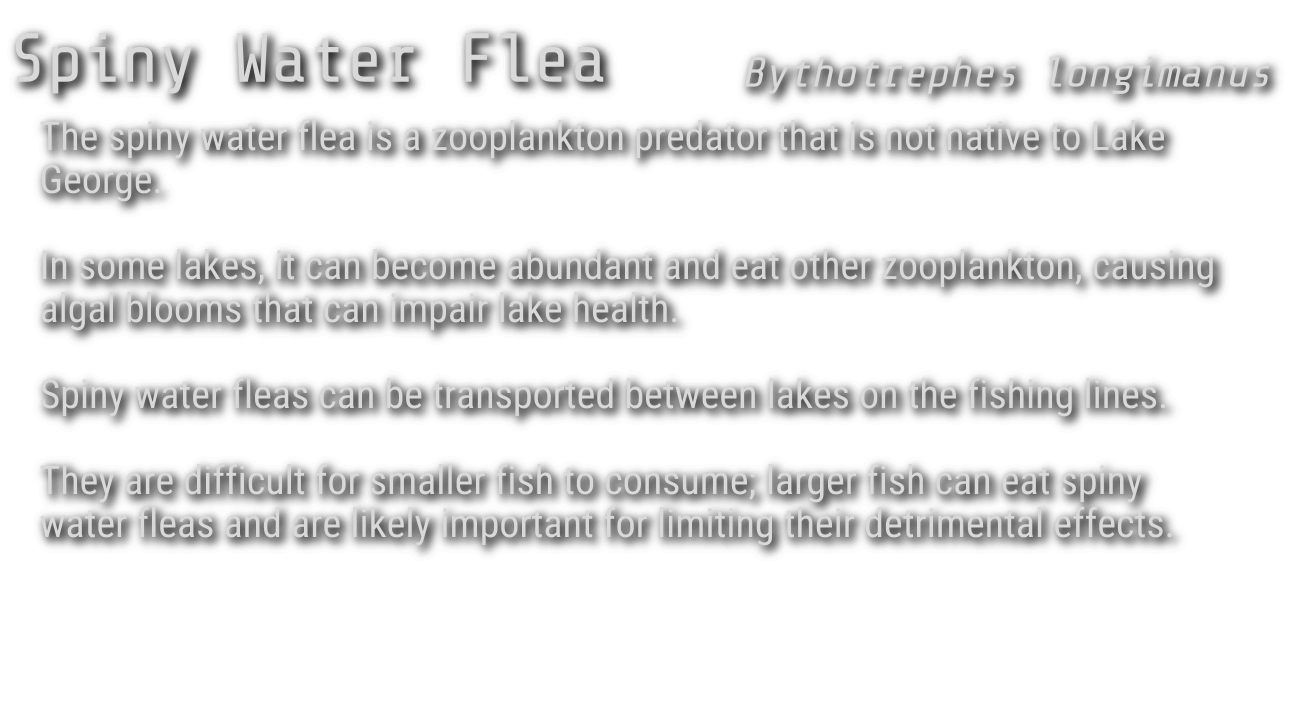 Spiny Water Flea
Bythotrephes longimanus
The spiny water flea is a zooplankton predator that is not native to Lake
George.
In some lakes, it can become abundant and eat other zooplankton, causing
algal blooms that can impair lake health.
Spiny water fleas can be transported between lakes on the fishing lines.
They are difficult for smaller fish to consume; larger fish can eat spiny
water fleas and are likely important for limiting their detrimental effects.